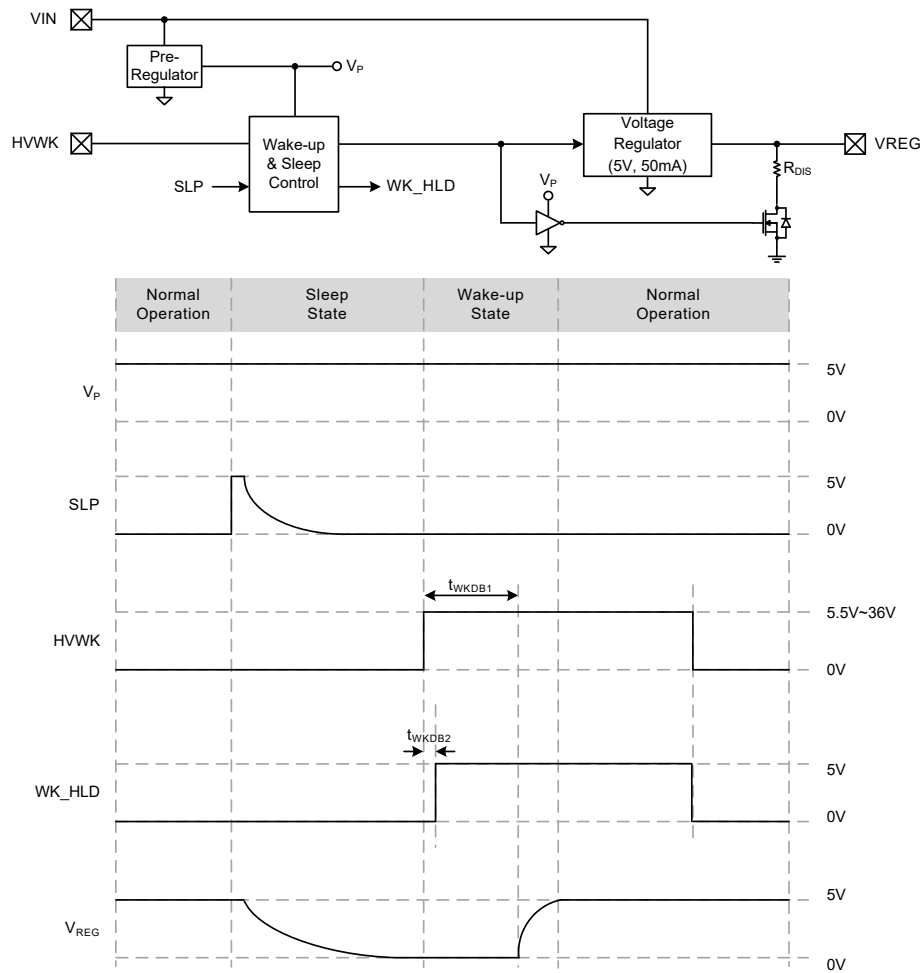 VIN
Pre-
Regulator
VP
HVWK
Wake-up
& Sleep
Control
SLP
WK_HLD
Voltage
Regulator
(5V, 50mA)
VREG
RDIS
VP
Normal
Operation
Sleep
State
Wake-up
State
Normal
Operation
VP
5V
0V
SLP
5V
0V
tWKDB1
HVWK
5.5V~36V
0V
tWKDB2
WK_HLD
5V
0V
VREG
5V
0V